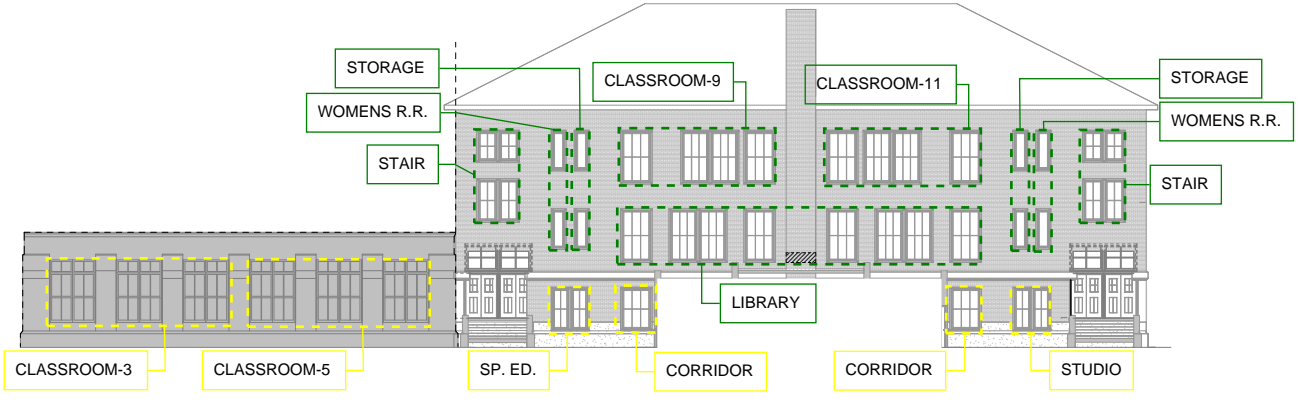 STORAGE
CLASSROOM-9
CLASSROOM-11
STORAGE
WOMENS R.R.
WOMENS R.R.
STAIR
STAIR
LIBRARY
CLASSROOM-3
CLASSROOM-5
SP. ED.
CORRIDOR
CORRIDOR
STUDIO